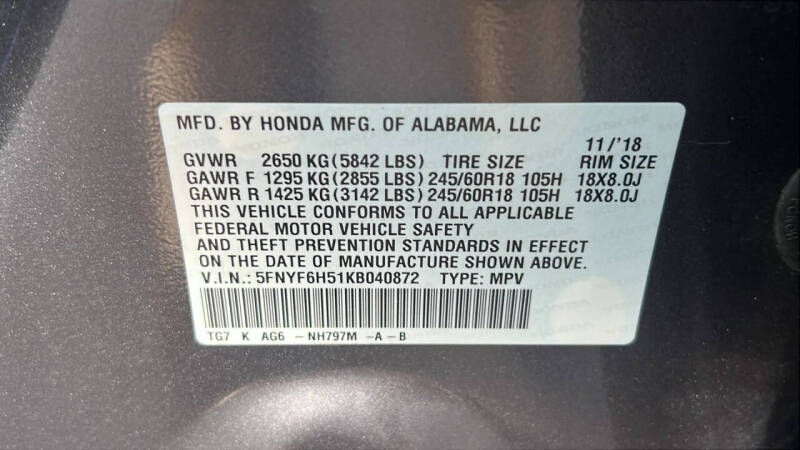 MFD. BY HONDA MFG. OF ALABAMA, LLC
11/'18
GVWR 2650 KG (5842 LBS) TIRE SIZE RIM SIZE
GAWR F 1295 KG (2855 LBS) 245/60R18 105H 18X8.0J
GAWR R 1425 KG (3142 LBS) 245/60R18 105H 18X8.0J
THIS VEHICLE CONFORMS TO ALL APPLICABLE
FEDERAL MOTOR VEHICLE SAFETY
AND THEFT PREVENTION STANDARDS IN EFFECT
ON THE DATE OF MANUFACTURE SHOWN ABOVE.
V.I.N.: 5FNYF6H51KB040872 TYPE: MPV
TG7 K AG6 -NH797M -A -B